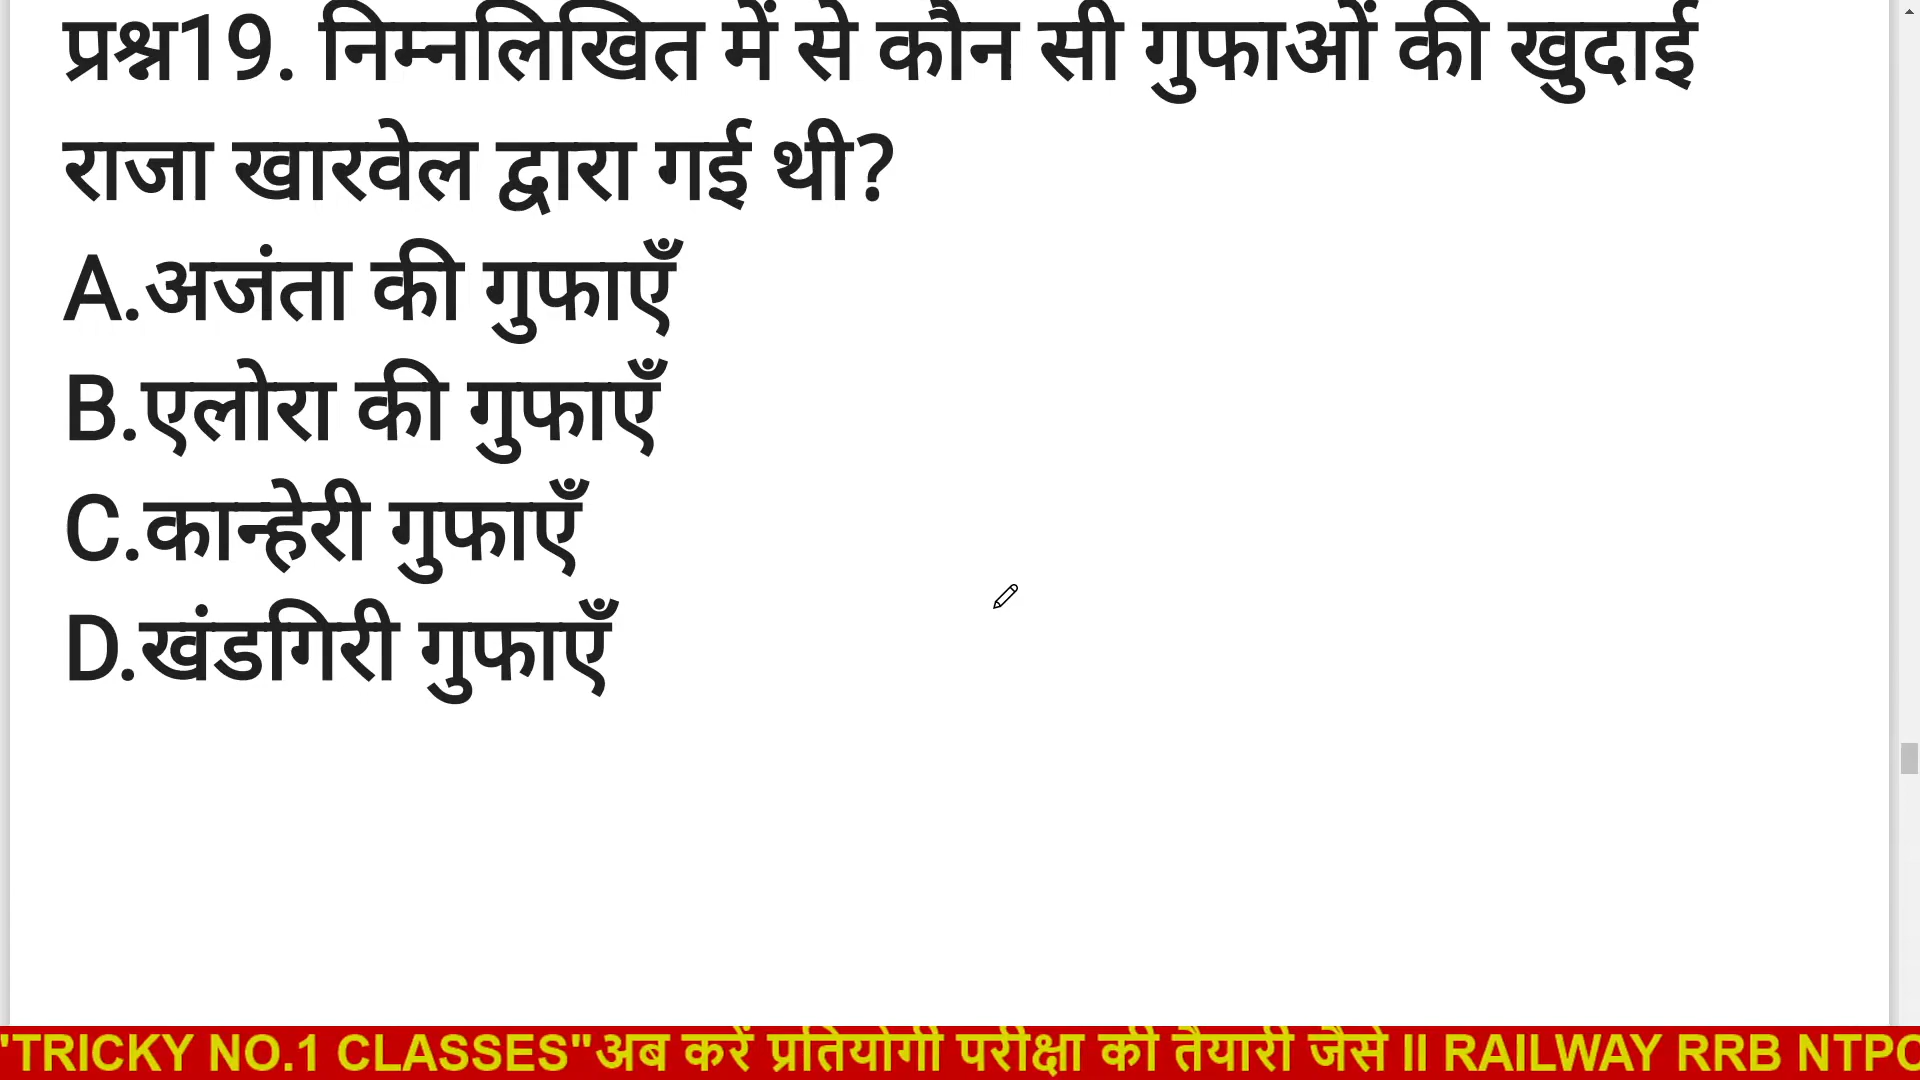 प्रश्न19. निम्नलिखित में से कौन सी गुफाओं की खुदाई
राजा खारवेल द्वारा गई थी?
A.अजंता की गुफाएँ
B.एलोरा की गुफाएँ
C.कान्हेरी गुफाएँ
D.खंडगिरी गुफाएँ
"TRICKY NO.1 CLASSES"अब करें प्रतियोगी परीक्षा की तैयारी जैसे II RAILWAY RRB NTPC